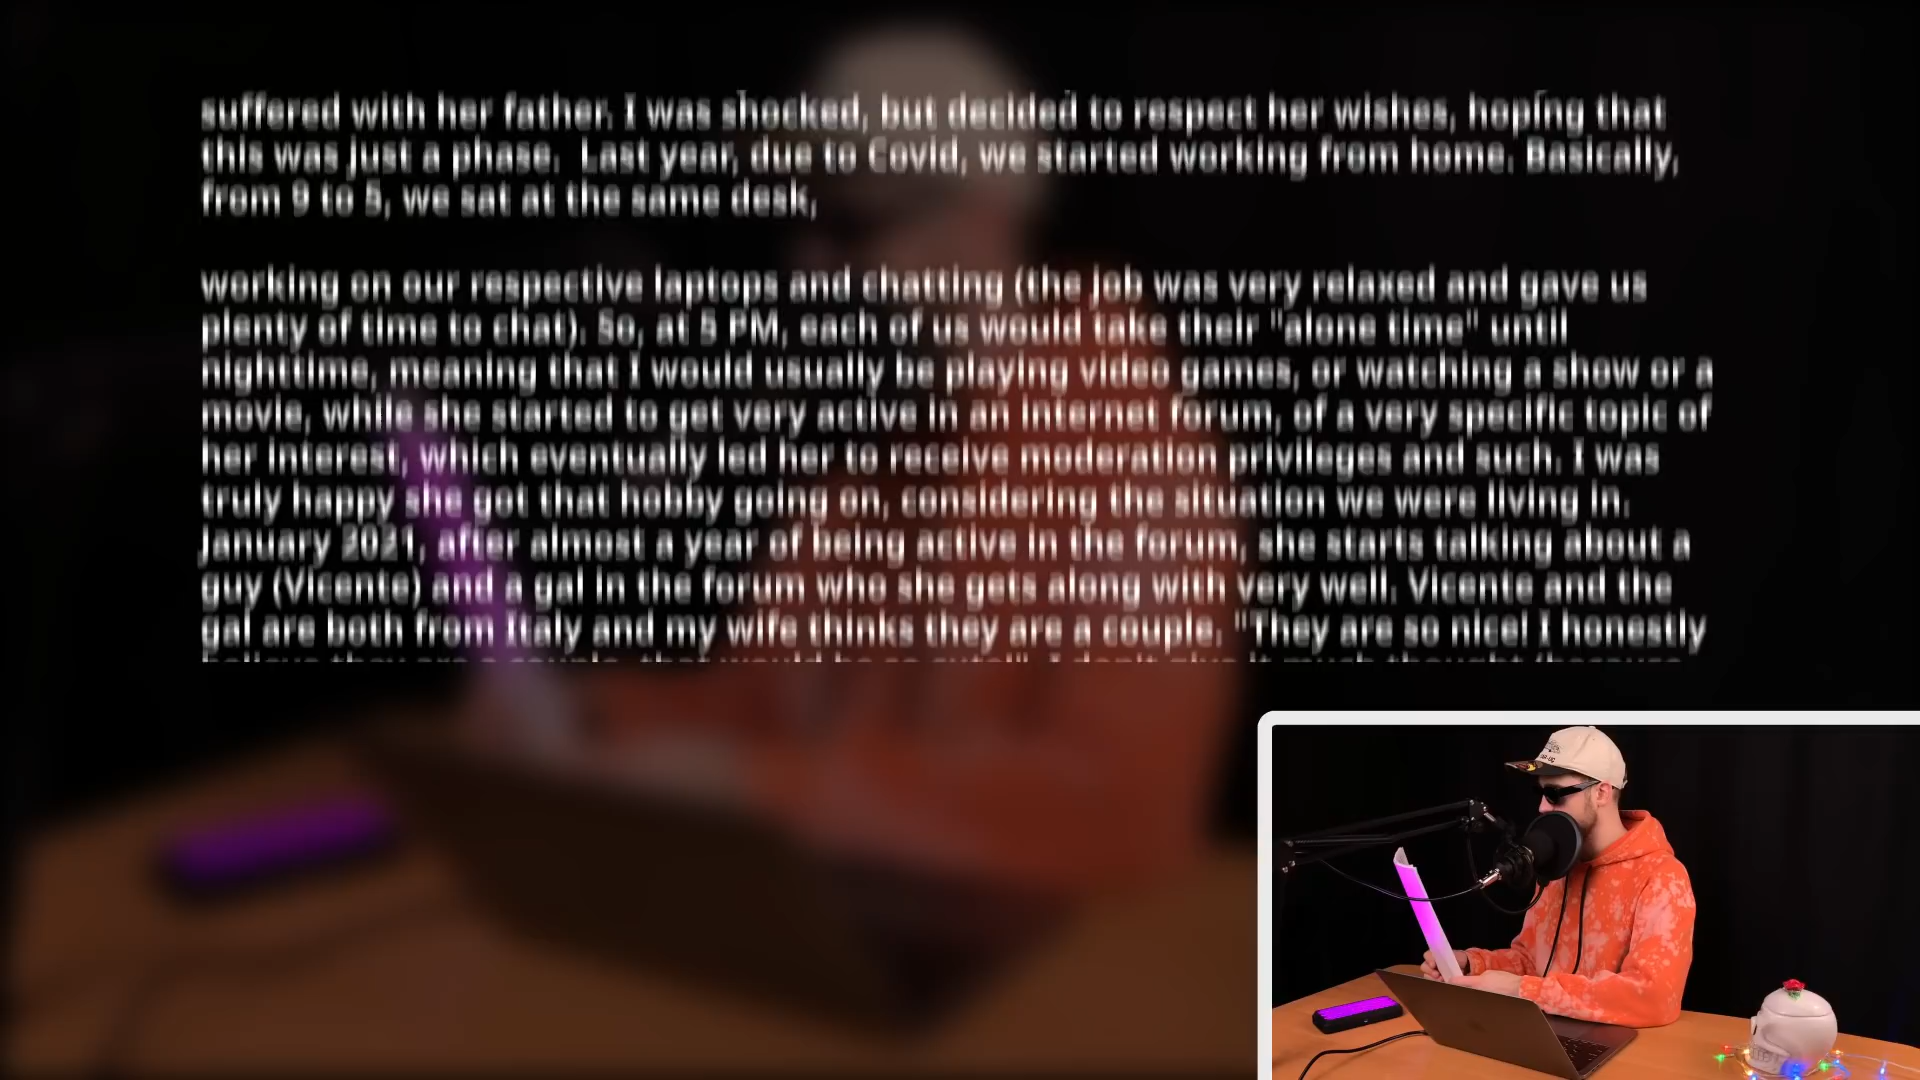 suffered with her father. I was shocked, but decided to respect her wishes, hoping that
this was just a phase.  Last year, due to Covid, we started working from home. Basically,
from 9 to 5, we sat at the same desk,
working on our respective laptops and chatting (the job was very relaxed and gave us
plenty of time to chat). So, at 5 PM, each of us would take their "alone time" until
nighttime, meaning that I would usually be playing video games, or watching a show or a
movie, while she started to get very active in an internet forum, of a very specific topic of
her interest, which eventually led her to receive moderation privileges and such. I was
truly happy she got that hobby going on, considering the situation we were living in.
January 2021, after almost a year of being active in the forum, she starts talking about a
guy (Vicente) and a gal in the forum who she gets along with very well. Vicente and the
gal are both from Italy and my wife thinks they are a couple. "They are so nice! I honestly